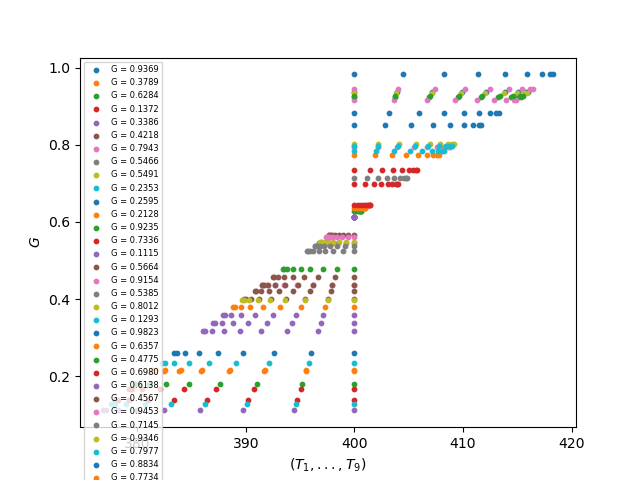 1.0
0.8
0.6
0.4
0.2
G
G = 0.9369
G = 0.3789
G = 0.6284
G = 0.1372
G = 0.3386
G = 0.4218
G = 0.7943
G = 0.5466
G = 0.5491
G = 0.2353
G = 0.2595
G = 0.2128
G = 0.9235
G = 0.7336
G = 0.1115
G = 0.5664
G = 0.9154
G = 0.5385
G = 0.8012
G = 0.1293
G = 0.9823
G = 0.6357
G = 0.4775
G = 0.6980
G = 0.6138
G = 0.4567
G = 0.9453
G = 0.7145
G = 0.9346
G = 0.7977
G = 0.8834
G = 0.7734
380 390 400 410 420
(T₁, . . . , T₉)